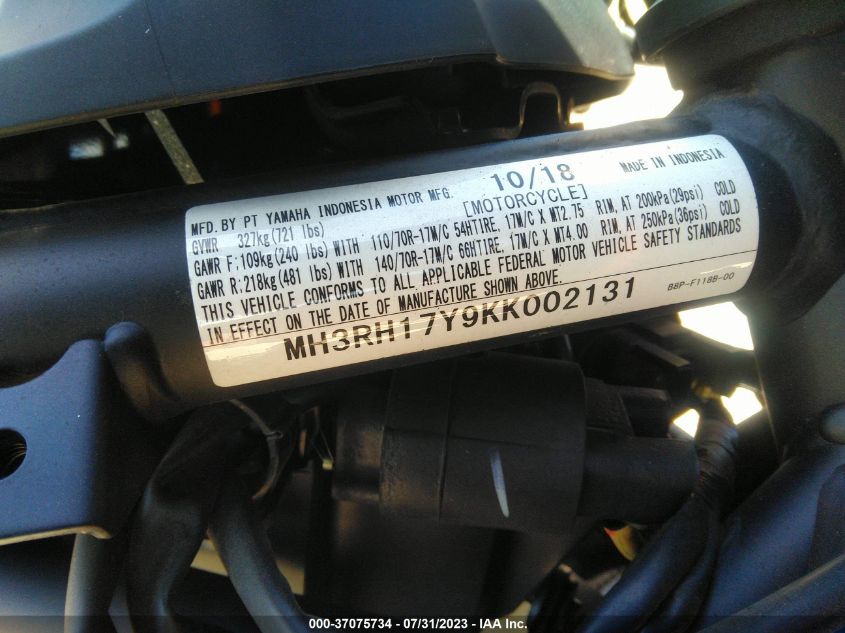 MFD. BY PT YAMAHA INDONESIA MOTOR MFG. 10/18 MADE IN INDONESIA
GVWR 327kg(721 lbs) [MOTORCYCLE]
GAWR F:109kg(240 lbs)WITH 110/70R-17M/C 54HTIRE, 17M/C X MT2.75 RIM, AT 200kPa(29psi) COLD
GAWR R:218kg(481 lbs)WITH 140/70R-17M/C 66HTIRE, 17M/C X MT4.00 RIM, AT 250kPa(36psi) COLD
THIS VEHICLE CONFORMS TO ALL APPLICABLE FEDERAL MOTOR VEHICLE SAFETY STANDARDS
IN EFFECT ON THE DATE OF MANUFACTURE SHOWN ABOVE.
MH3RH17Y9KK002131 B8P-F118B-00
000-37075734 - 07/31/2023 - IAA Inc.